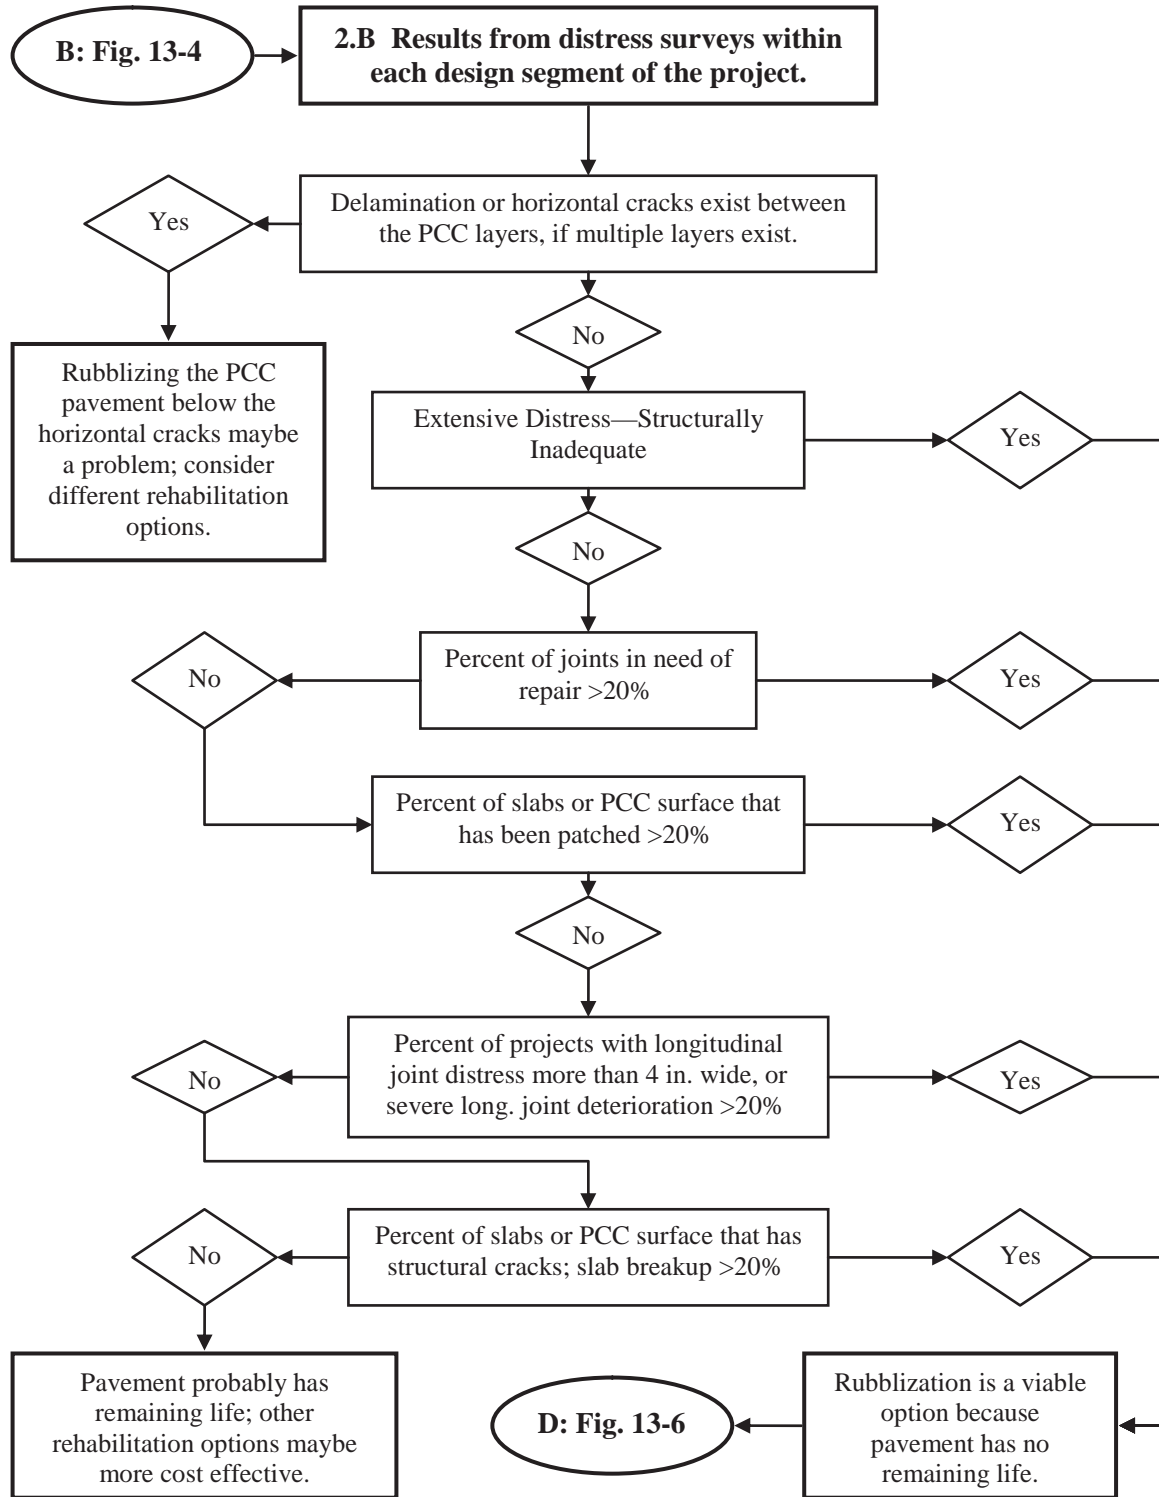 B: Fig. 13-4
2.B Results from distress surveys within
each design segment of the project.
Delamination or horizontal cracks exist between
the PCC layers, if multiple layers exist.
Yes
No
Rubblizing the PCC
pavement below the
horizontal cracks maybe
a problem; consider
different rehabilitation
options.
Extensive Distress—Structurally
Inadequate
Yes
No
Percent of joints in need of
repair >20%
No
Yes
Percent of slabs or PCC surface that
has been patched >20%
Yes
No
Percent of projects with longitudinal
joint distress more than 4 in. wide, or
severe long. joint deterioration >20%
No
Yes
Percent of slabs or PCC surface that has
structural cracks; slab breakup >20%
No
Yes
Pavement probably has
remaining life; other
rehabilitation options maybe
more cost effective.
D: Fig. 13-6
Rubblization is a viable
option because
pavement has no
remaining life.